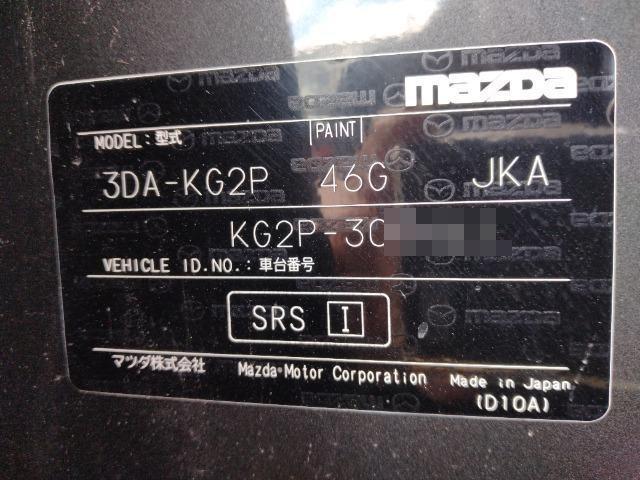 mazda
MODEL：型式 PAINT
3DA-KG2P 46G JKA
KG2P-30
VEHICLE ID.NO.：車台番号
SRS I
マツダ株式会社 Mazda Motor Corporation Made in Japan
(D10A)